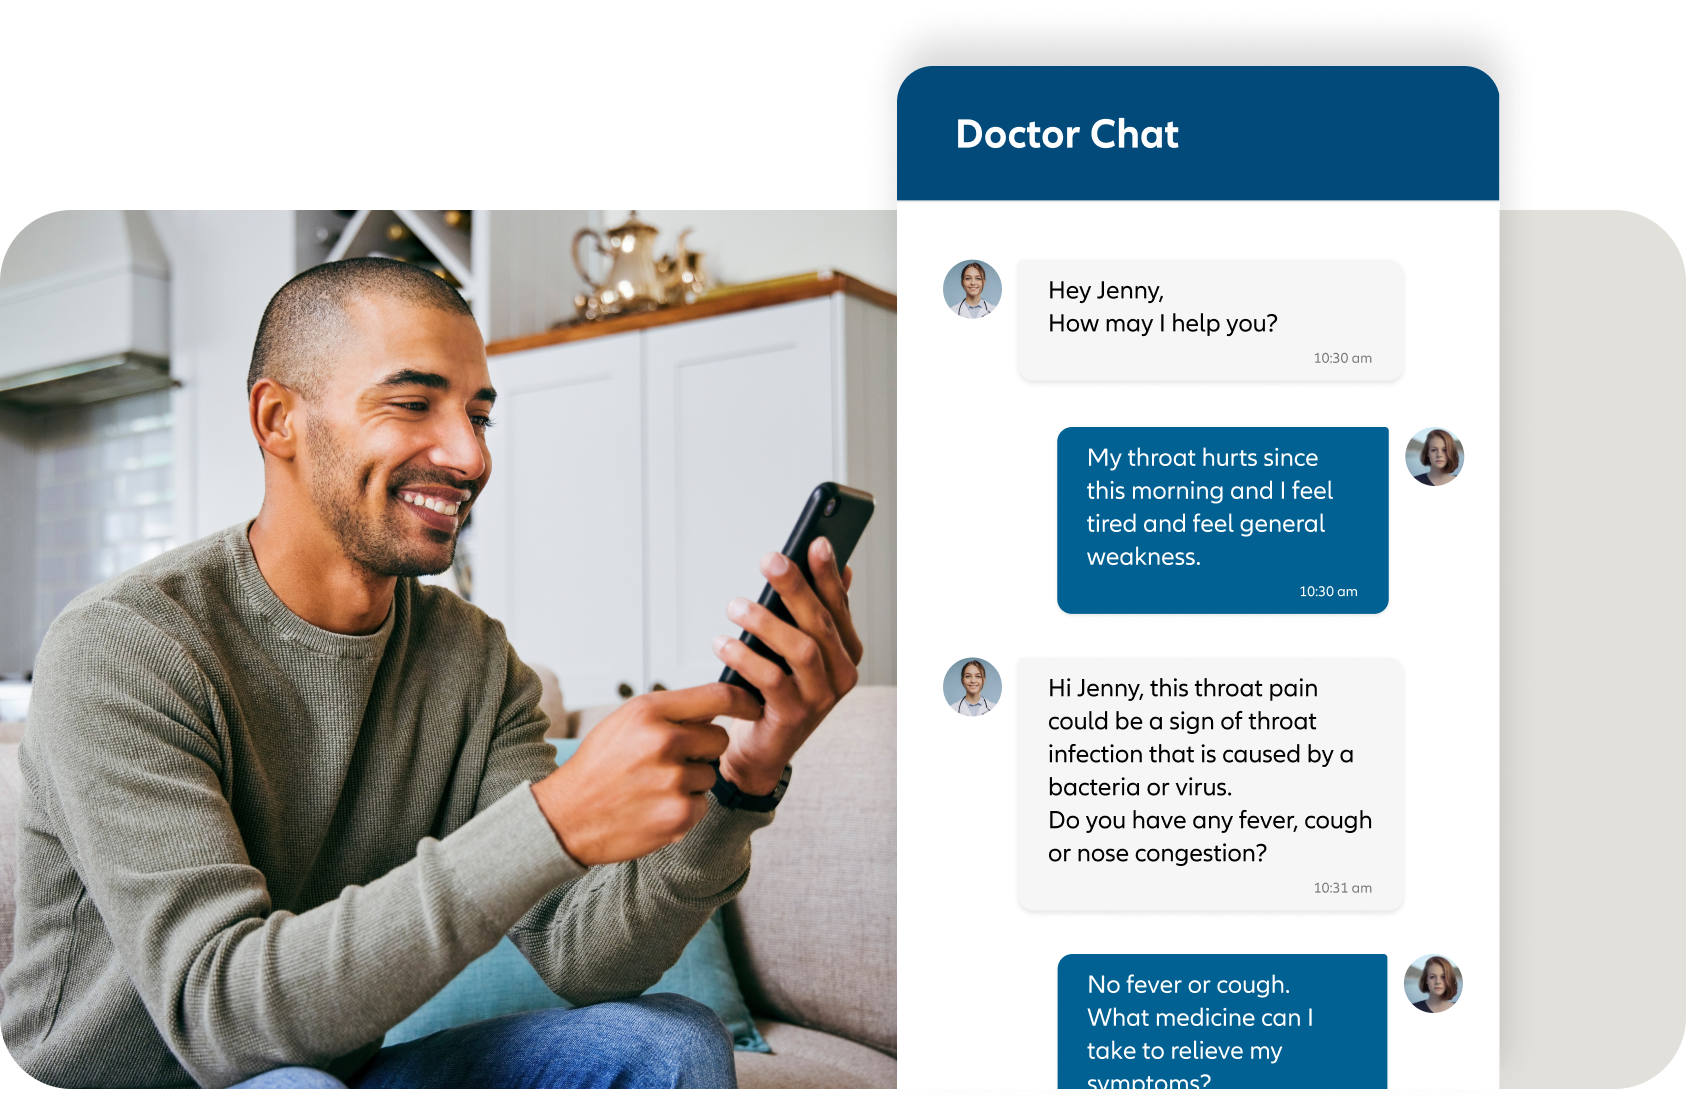 Doctor Chat
Hey Jenny,
How may I help you?
10:30 am
My throat hurts since
this morning and I feel
tired and feel general
weakness.
10:30 am
Hi Jenny, this throat pain
could be a sign of throat
infection that is caused by a
bacteria or virus.
Do you have any fever, cough
or nose congestion?
10:31 am
No fever or cough.
What medicine can I
take to relieve my
symptoms?